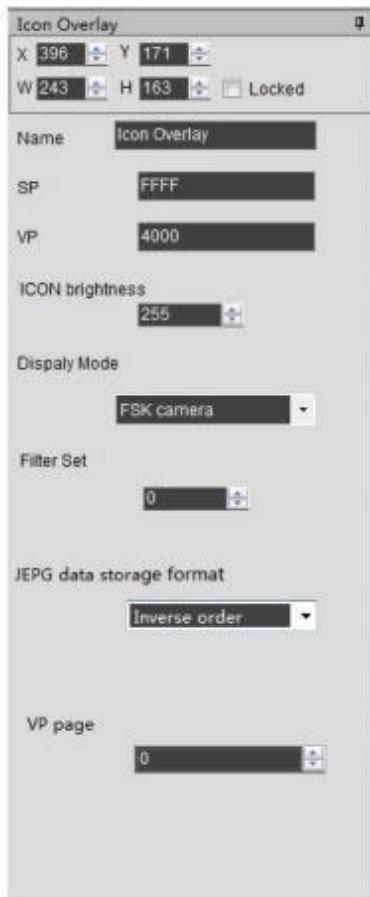 Icon Overlay
X 396 Y 171
W 243 H 163 Locked
Name Icon Overlay
SP FFFF
VP 4000
ICON brightness
255
Dispaly Mode
FSK camera
Filter Set
0
JEPG data storage format
Inverse order
VP page
0